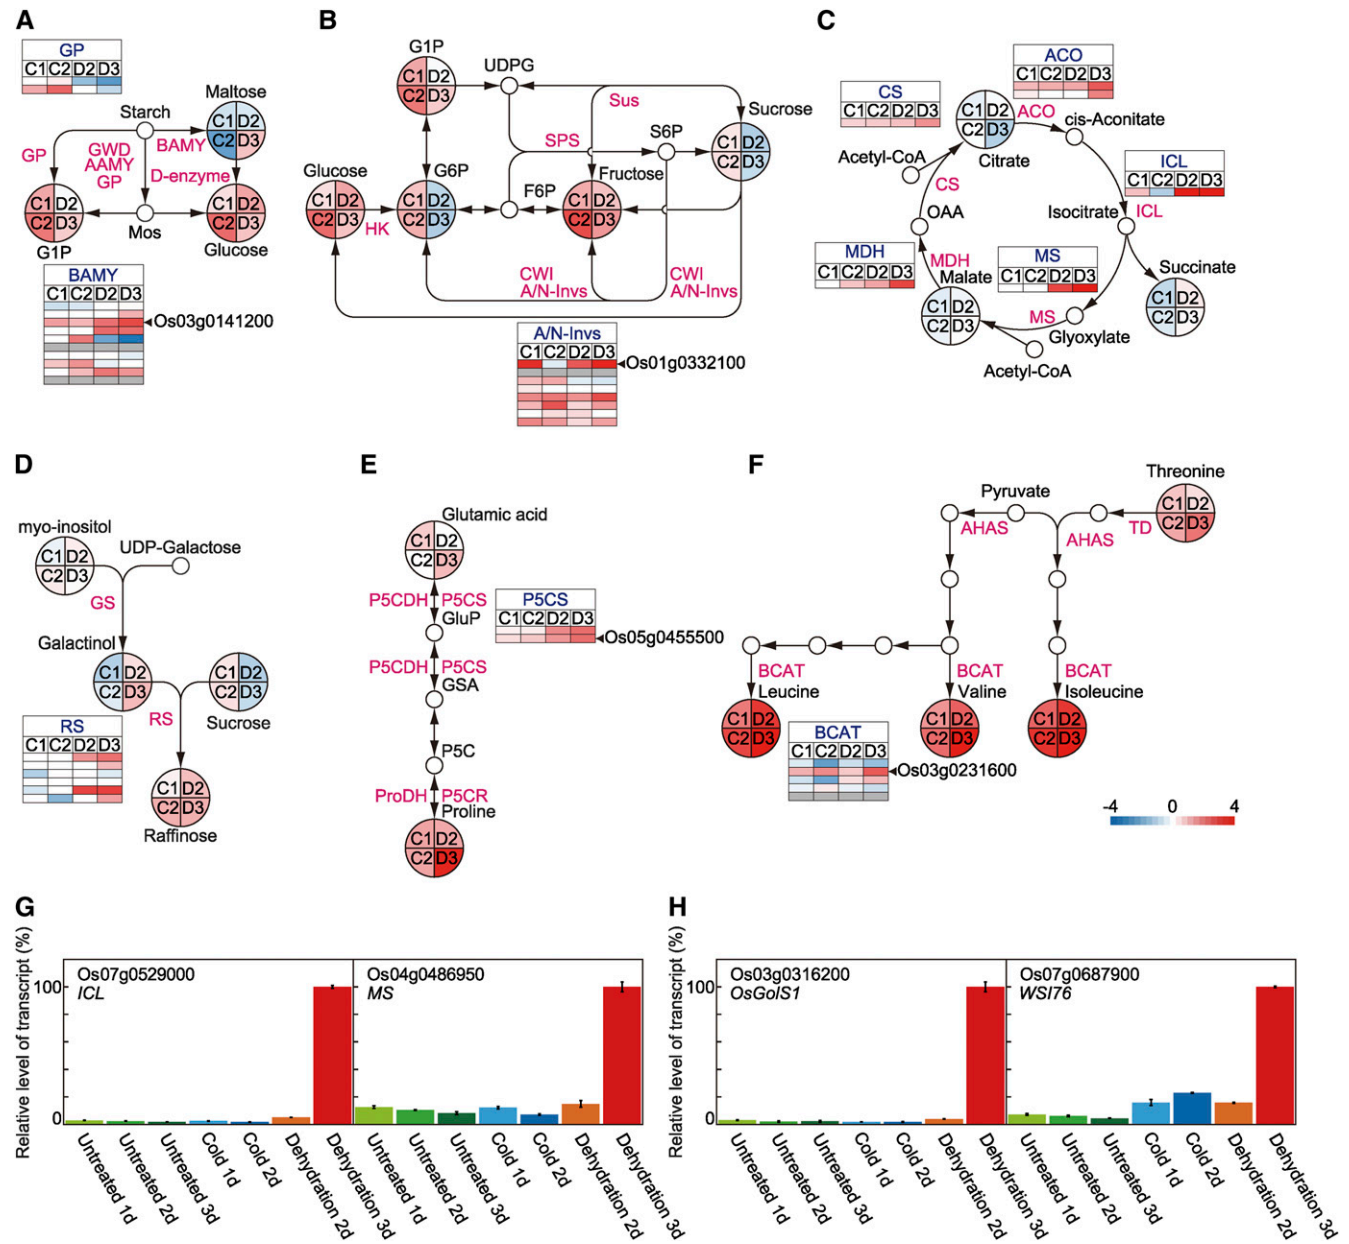 A
GP
C1 C2 D2 D3
Starch
Maltose
C1 D2
C2 D3
BAMY
GP
GWD
AAMY
GP
D-enzyme
C1 D2
C2 D3
G1P
Mos
C1 D2
C2 D3
Glucose
BAMY
C1 C2 D2 D3
Os03g0141200
B
G1P
C1 D2
C2 D3
UDPG
Sus
Sucrose
C1 D2
C2 D3
SPS
S6P
Glucose
C1 D2
C2 D3
HK
G6P
C1 D2
C2 D3
F6P
Fructose
C1 D2
C2 D3
CWI
A/N-Invs
CWI
A/N-Invs
A/N-Invs
C1 C2 D2 D3
Os01g0332100
C
ACO
C1 C2 D2 D3
CS
C1 C2 D2 D3
C1 D2
C2 D3
Citrate
ACO
cis-Aconitate
Acetyl-CoA
CS
ICL
C1 C2 D2 D3
OAA
Isocitrate
ICL
MDH
C1 C2 D2 D3
MDH
Malate
C1 D2
C2 D3
MS
C1 C2 D2 D3
Succinate
C1 D2
C2 D3
MS
Glyoxylate
Acetyl-CoA
D
myo-inositol
C1 D2
C2 D3
UDP-Galactose
GS
Galactinol
C1 D2
C2 D3
C1 D2
C2 D3
Sucrose
RS
RS
C1 C2 D2 D3
C1 D2
C2 D3
Raffinose
E
Glutamic acid
C1 D2
C2 D3
P5CDH P5CS
GluP
P5CS
C1 C2 D2 D3
Os05g0455500
P5CDH P5CS
GSA
P5C
ProDH P5CR
Proline
C1 D2
C2 D3
F
Threonine
C1 D2
C2 D3
Pyruvate
AHAS
AHAS
TD
BCAT
Leucine
C1 D2
C2 D3
BCAT
Valine
C1 D2
C2 D3
BCAT
Isoleucine
C1 D2
C2 D3
BCAT
C1 C2 D2 D3
Os03g0231600
-4 0 4
G
Relative level of transcript (%)
100
0
Os07g0529000
ICL
Os04g0486950
MS
Untreated 1d
Untreated 2d
Untreated 3d
Cold 1d
Cold 2d
Dehydration 2d
Dehydration 3d
Untreated 1d
Untreated 2d
Untreated 3d
Cold 1d
Cold 2d
Dehydration 2d
Dehydration 3d
H
Relative level of transcript (%)
100
0
Os03g0316200
OsGolS1
Os07g0687900
WSI76
Untreated 1d
Untreated 2d
Untreated 3d
Cold 1d
Cold 2d
Dehydration 2d
Dehydration 3d
Untreated 1d
Untreated 2d
Untreated 3d
Cold 1d
Cold 2d
Dehydration 2d
Dehydration 3d